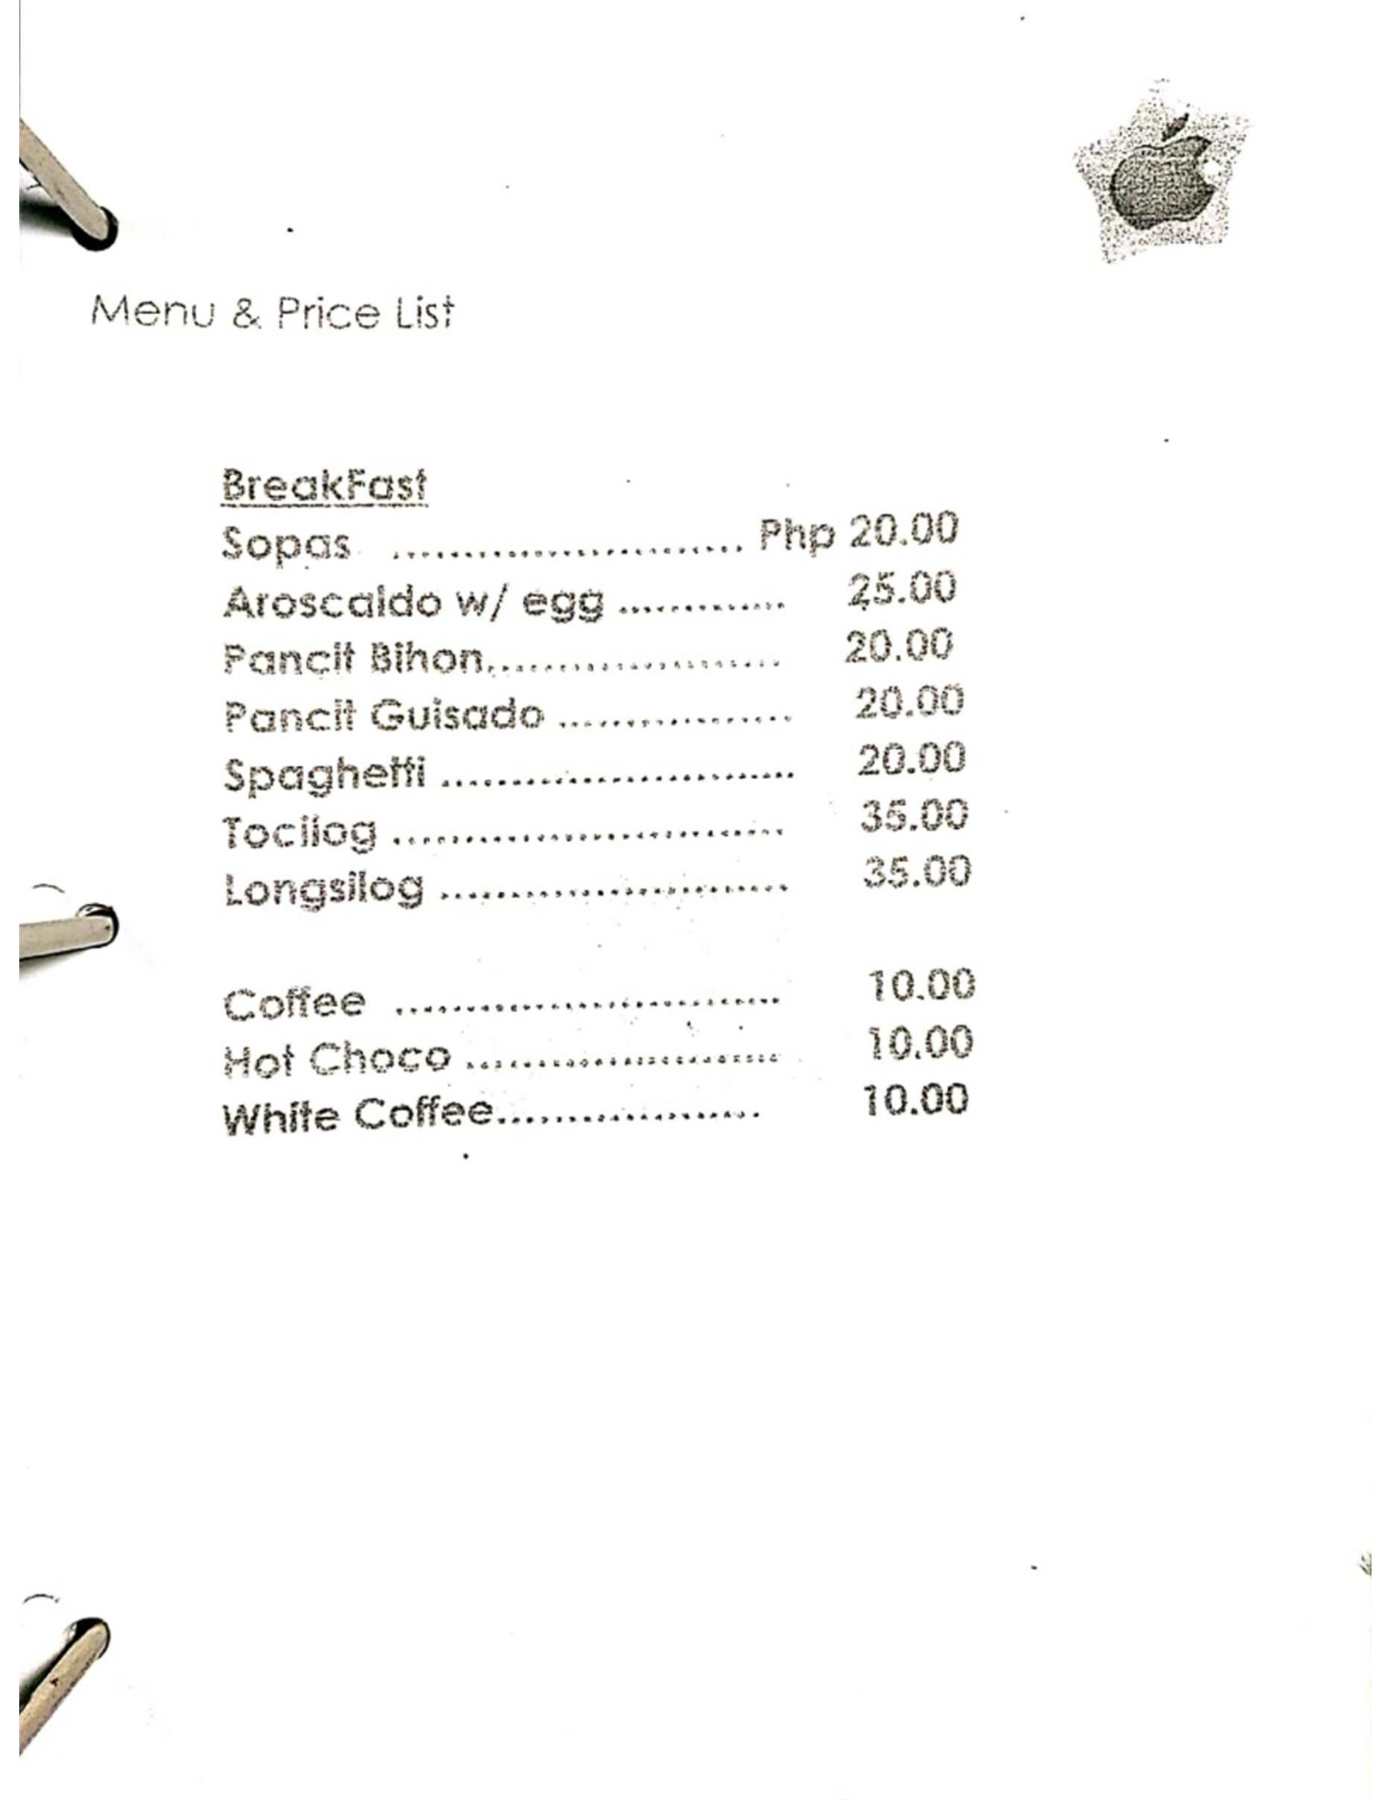 Menu & Price List
BreakFast
Sopas ........................ Php 20.00
Aroscaldo w/ egg ............ 25.00
Pancit Bihon..................... 20.00
Pancit Guisado ................. 20.00
Spaghetti ......................... 20.00
Tocilog ............................ 35.00
Longsilog ......................... 35.00
Coffee ........................... 10.00
Hot Choco ...................... 10.00
White Coffee................... 10.00